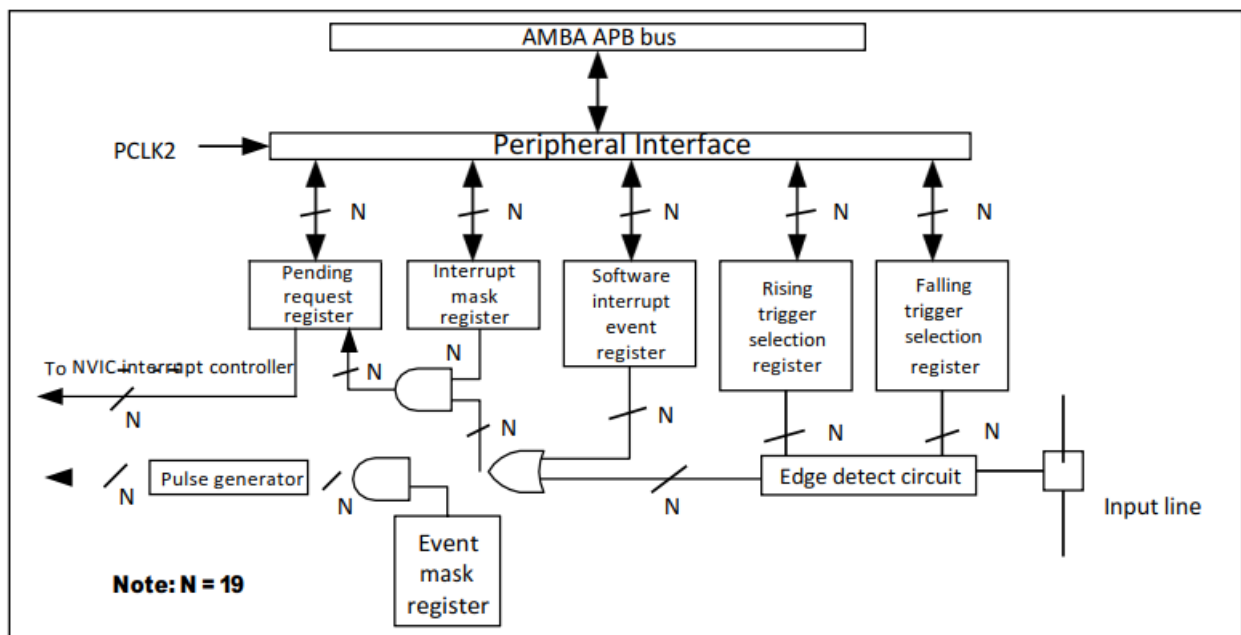 AMBA APB bus
PCLK2
Peripheral Interface
N
N
N
N
N
Pending
request
register
Interrupt
mask
register
Software
interrupt
event
register
Rising
trigger
selection
register
Falling
trigger
selection
register
To NVIC interrupt controller
N
N
N
N
N
N
N
N
Pulse generator
N
N
N
Edge detect circuit
Input line
Event
mask
register
Note: N = 19